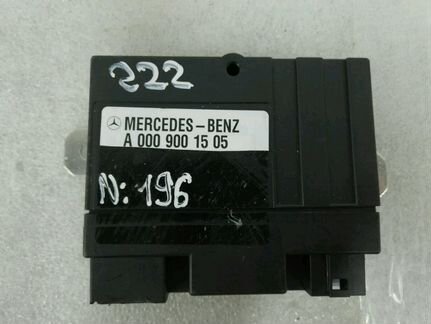 222
MERCEDES-BENZ
A 000 900 15 05
N: 196